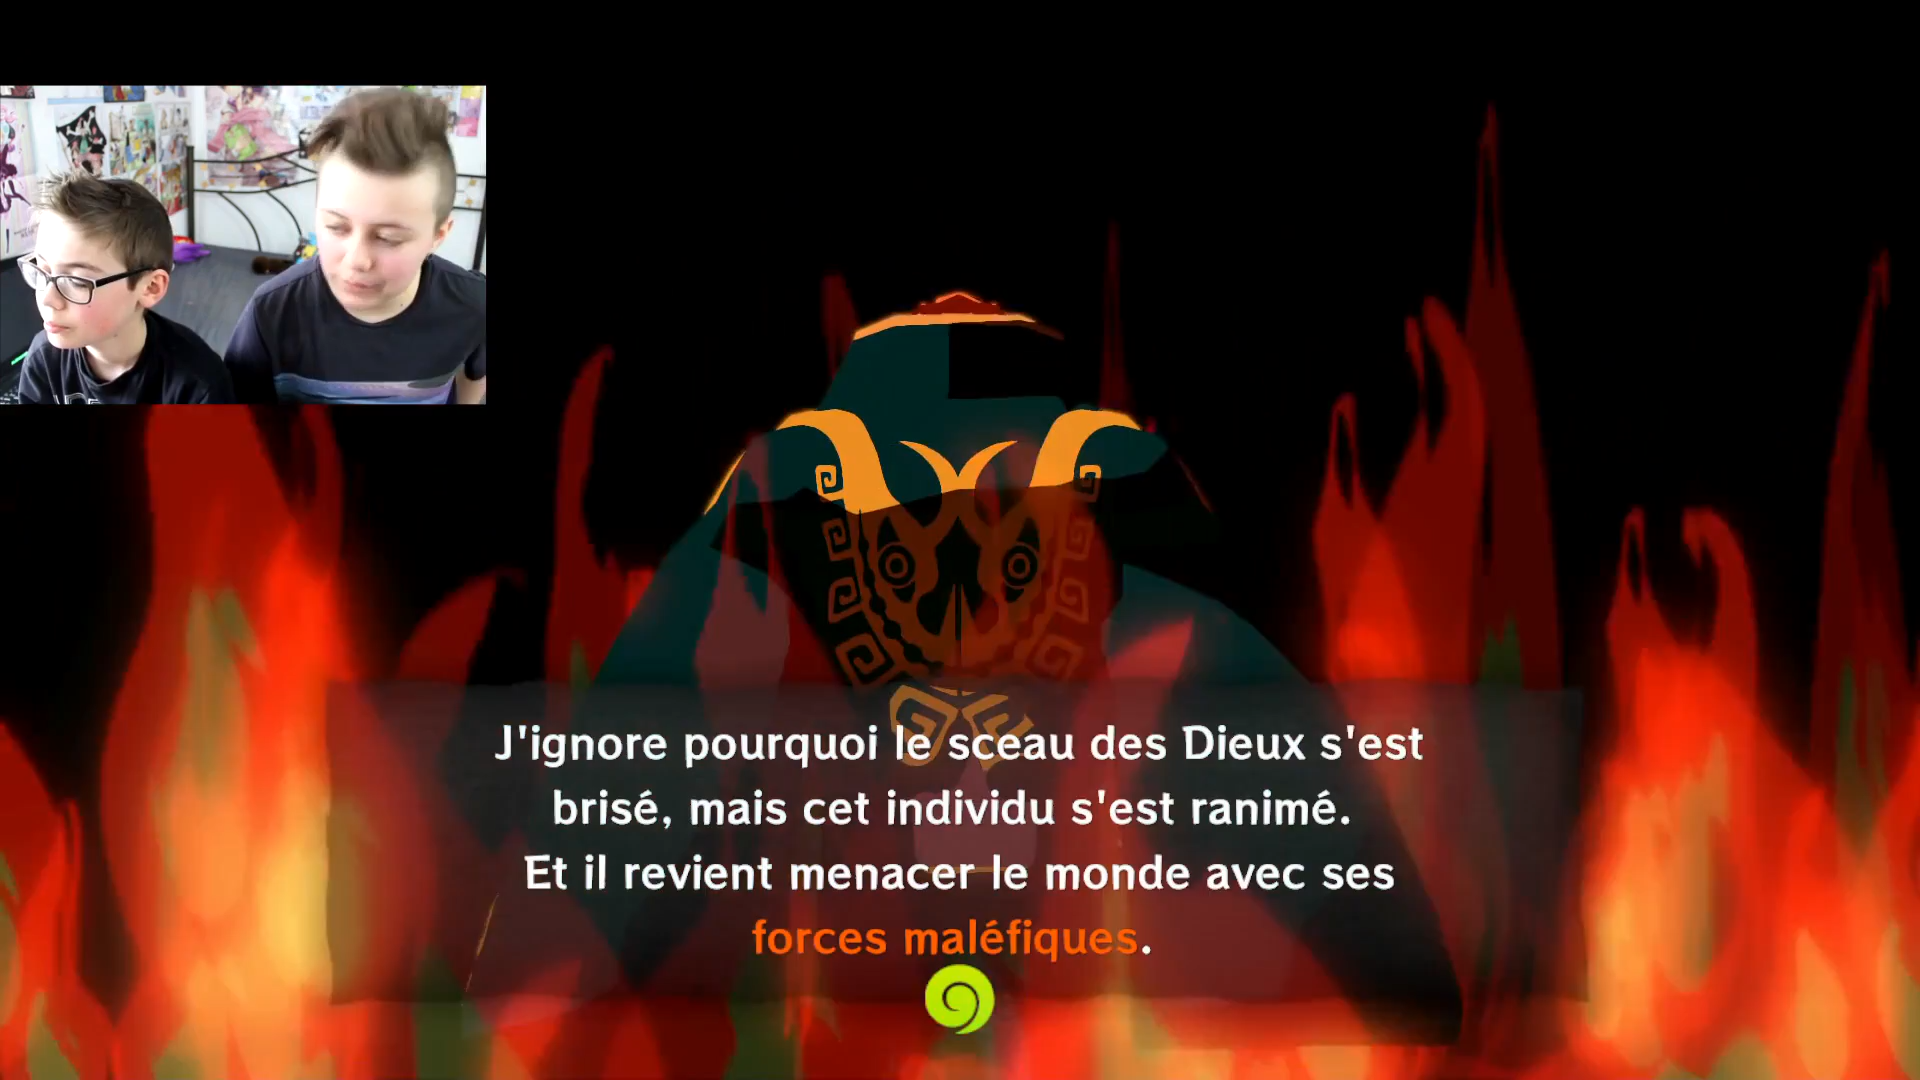 J'ignore pourquoi le sceau des Dieux s'est
brisé, mais cet individu s'est ranimé.
Et il revient menacer le monde avec ses
forces maléfiques.